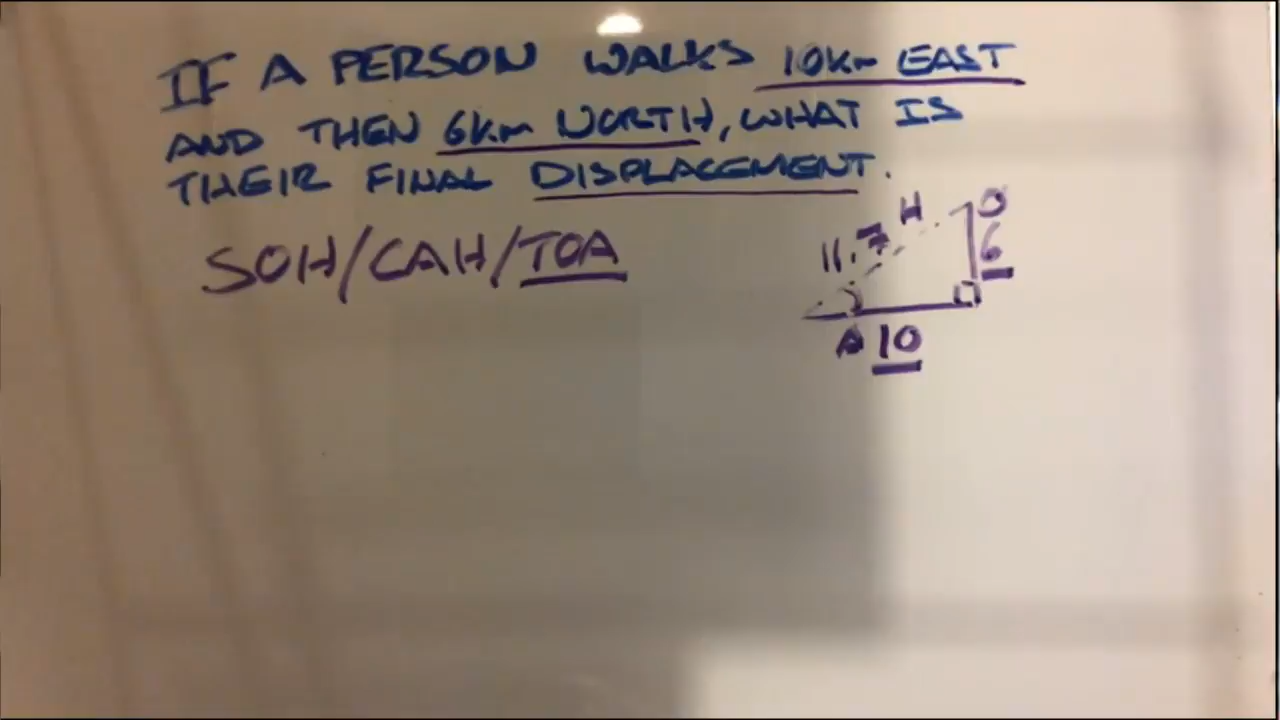 IF A PERSON WALKS 10km EAST
AND THEN 6km NORTH, WHAT IS
THEIR FINAL DISPLACEMENT.
SOH/CAH/TOA
H
O
11.7
6
A 10